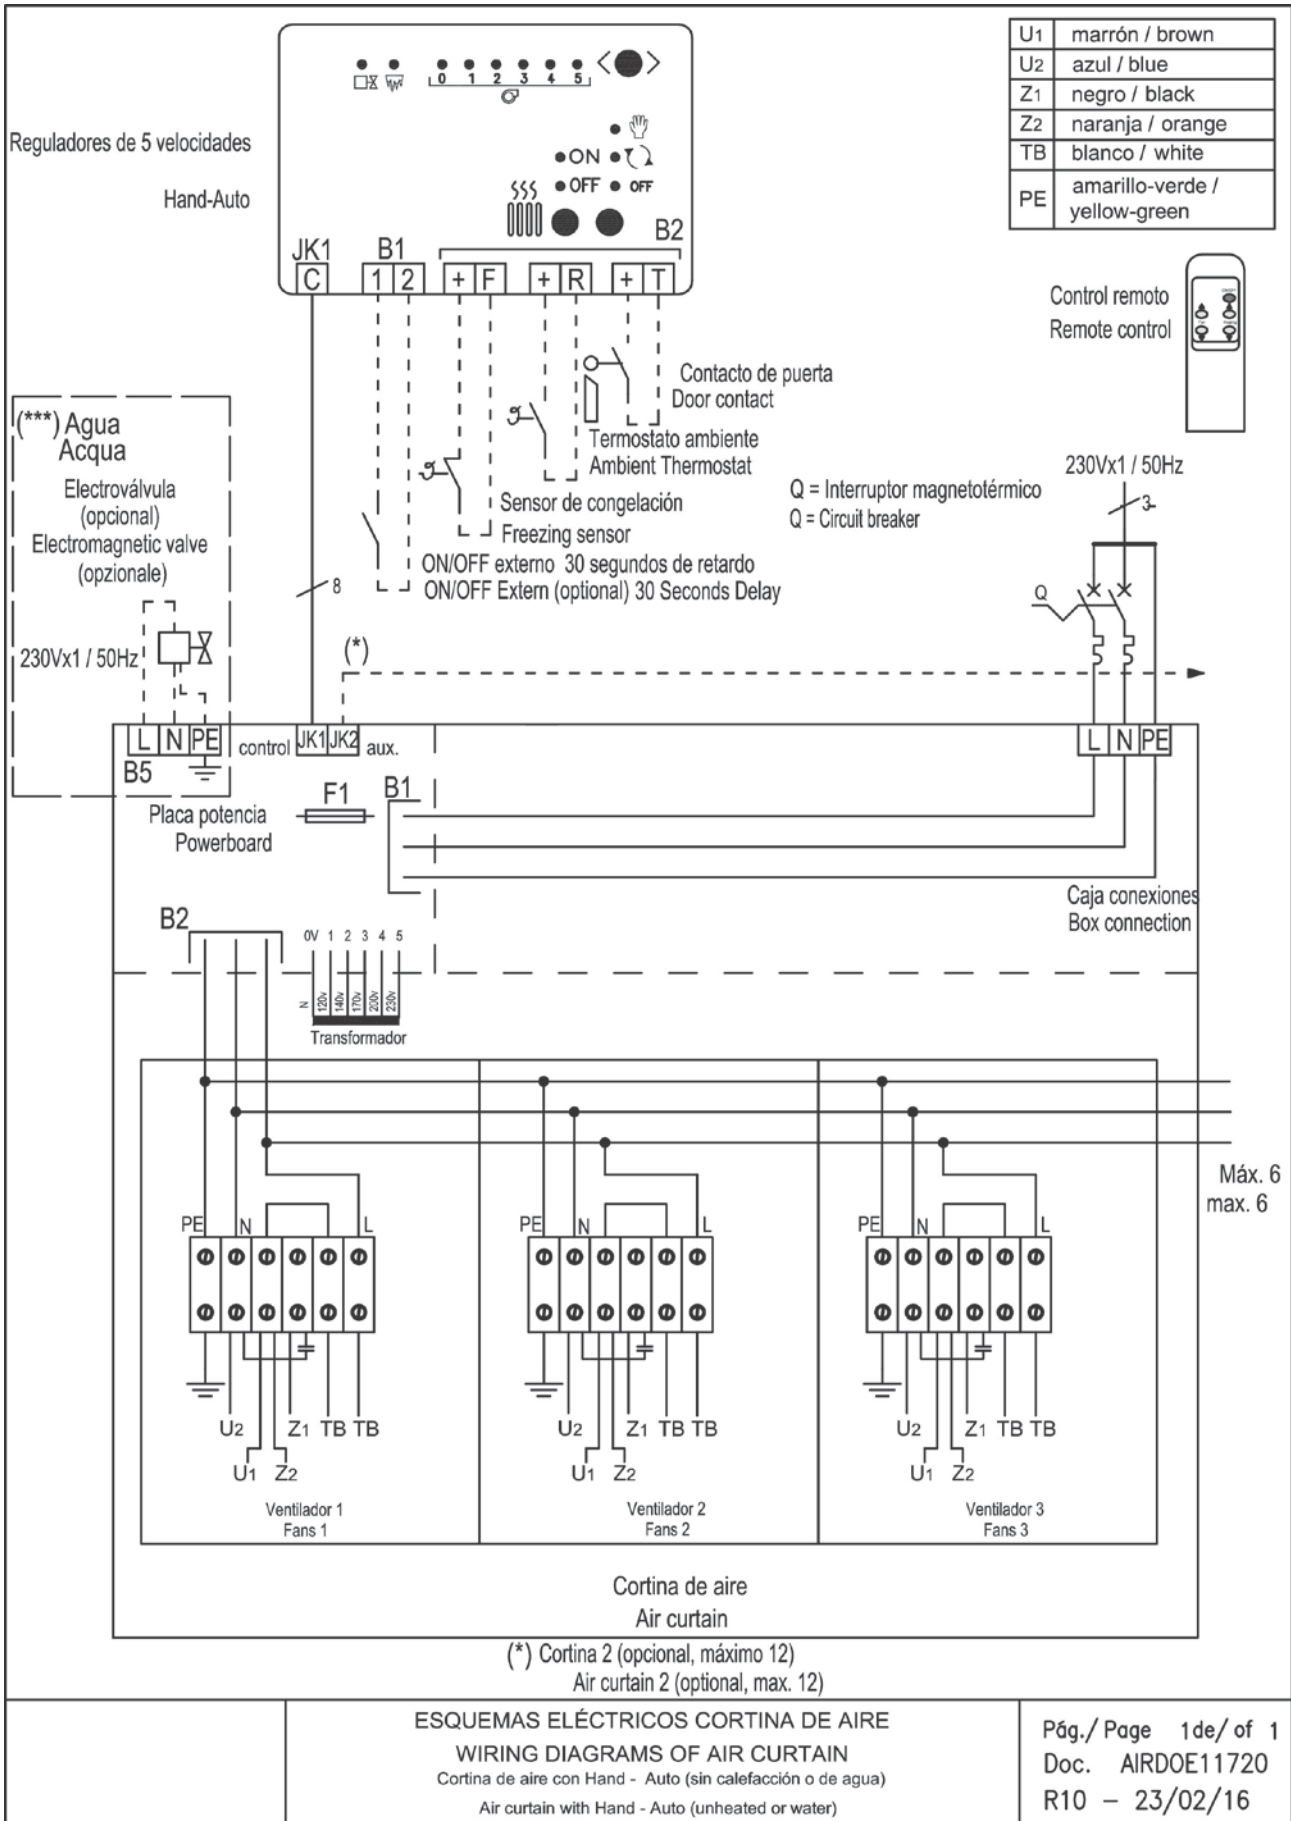 U1 marrón / brown
U2 azul / blue
Z1 negro / black
Z2 naranja / orange
TB blanco / white
PE amarillo-verde /
yellow-green
0 1 2 3 4 5
Reguladores de 5 velocidades
Hand-Auto
ON
OFF OFF
JK1 B1 B2
C 1 2 + F + R + T
Control remoto
Remote control
Contacto de puerta
Door contact
Termostato ambiente
Ambient Thermostat
Sensor de congelación
Freezing sensor
ON/OFF externo 30 segundos de retardo
ON/OFF Extern (optional) 30 Seconds Delay
8
(***) Agua
Acqua
Electroválvula
(opcional)
Electromagnetic valve
(opzionale)
230Vx1 / 50Hz
Q = Interruptor magnetotérmico
Q = Circuit breaker
230Vx1 / 50Hz
3
Q
(*)
L N PE
B5
control JK1 JK2 aux.
L N PE
F1 B1
Placa potencia
Powerboard
Caja conexiones
Box connection
B2
0V 1 2 3 4 5
N 120v 140v 170v 200v 230v
Transformador
Máx. 6
max. 6
PE N L
PE N L
PE N L
U2 Z1 TB TB
U1 Z2
U2 Z1 TB TB
U1 Z2
U2 Z1 TB TB
U1 Z2
Ventilador 1
Fans 1
Ventilador 2
Fans 2
Ventilador 3
Fans 3
Cortina de aire
Air curtain
(*) Cortina 2 (opcional, máximo 12)
Air curtain 2 (optional, max. 12)
ESQUEMAS ELÉCTRICOS CORTINA DE AIRE
WIRING DIAGRAMS OF AIR CURTAIN
Cortina de aire con Hand - Auto (sin calefacción o de agua)
Air curtain with Hand - Auto (unheated or water)
Pág./ Page 1de/ of 1
Doc. AIRDOE11720
R10 - 23/02/16